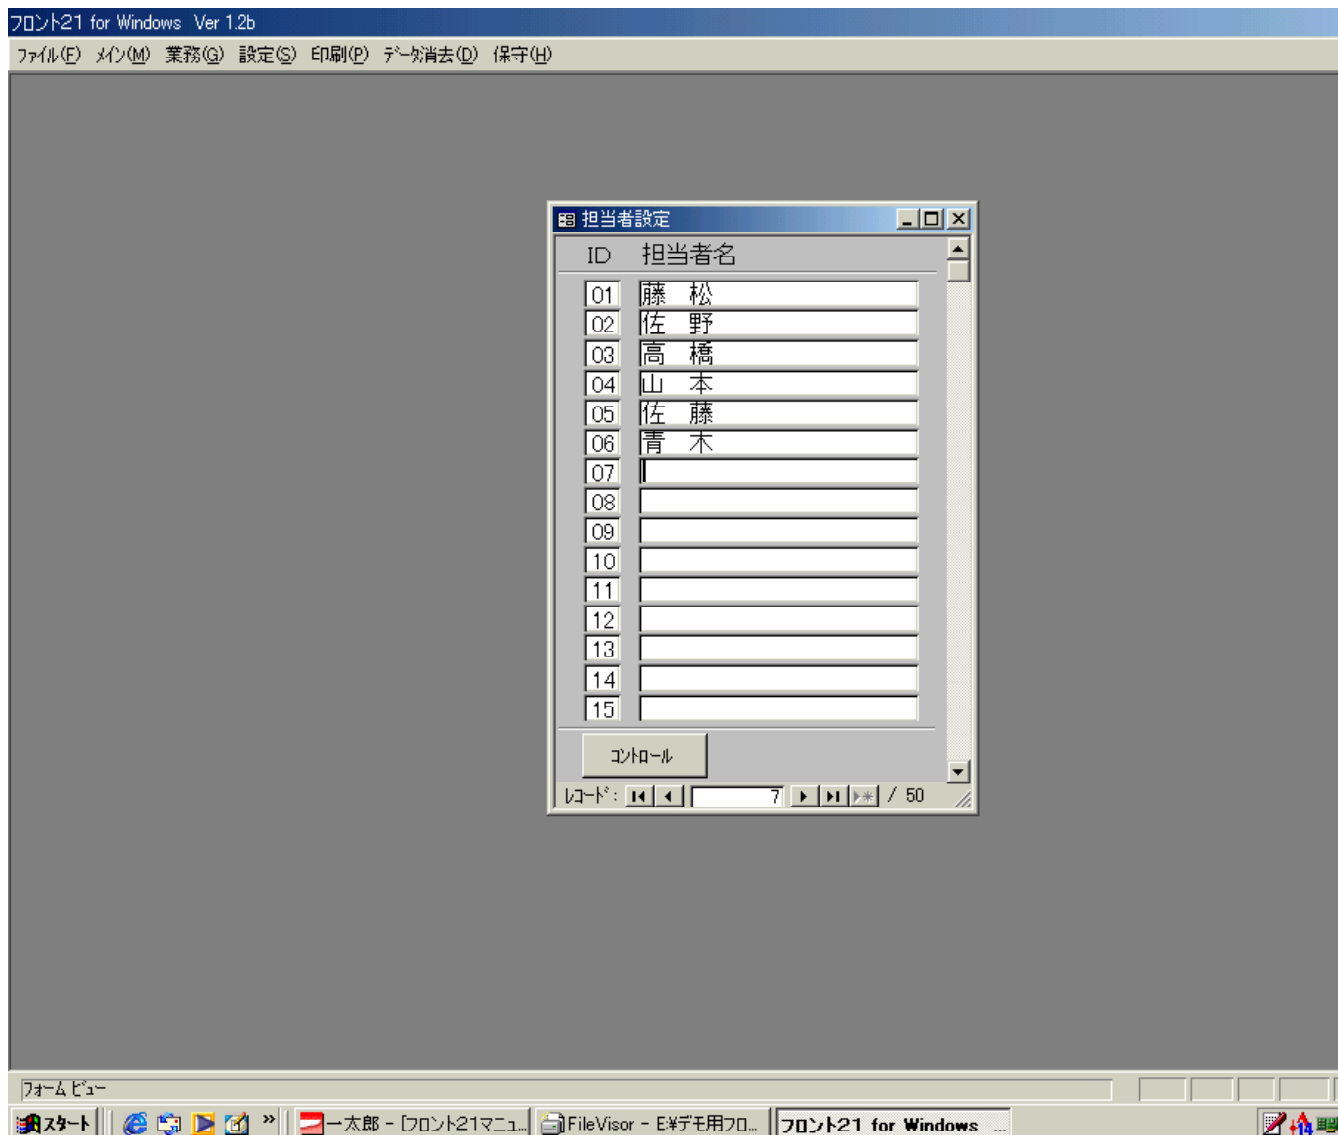 フロント21 for Windows Ver 1.2b
ファイル(F) メイン(M) 業務(G) 設定(S) 印刷(P) データ消去(D) 保守(H)
担当者設定
ID 担当者名
01 藤 松
02 佐 野
03 高 橋
04 山 本
05 佐 藤
06 青 木
07
08
09
10
11
12
13
14
15
コントロール
レコード: 7 / 50
フォーム ビュー
スタート » 一太郎 - [フロント21マニュ... FileVisor - E:¥デモ用フロ... フロント21 for Windows ... 14